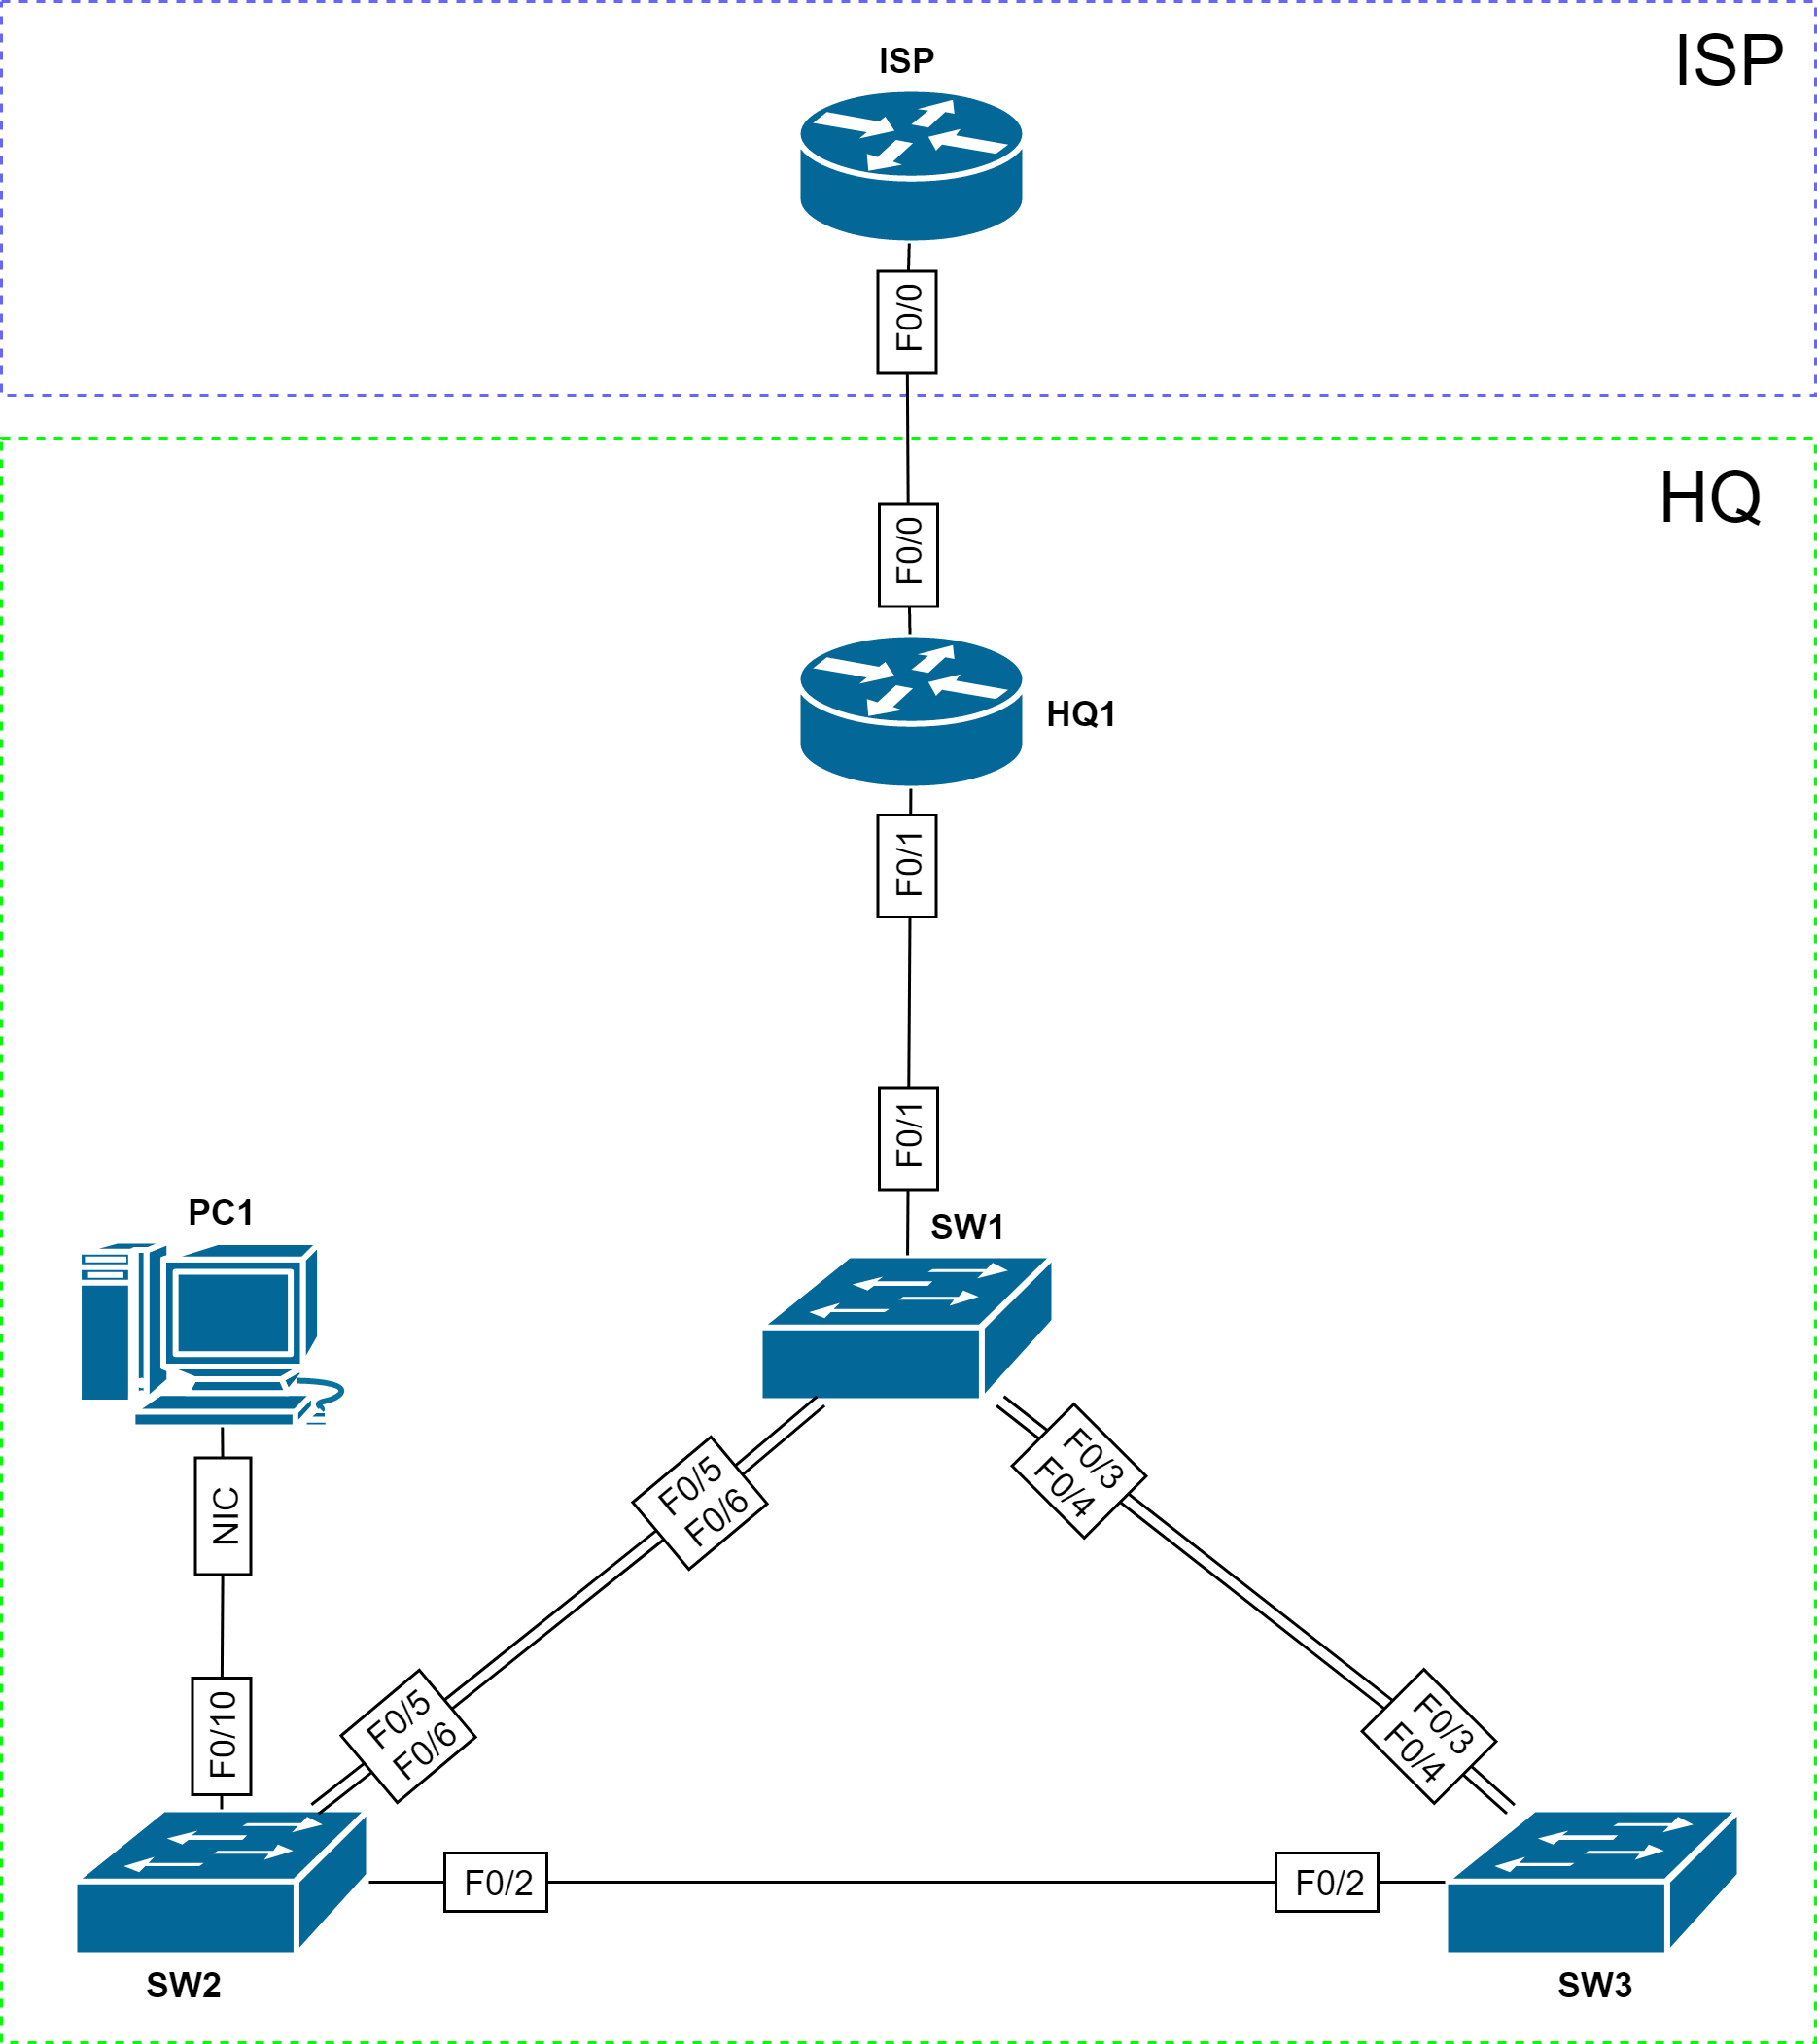 ISP
ISP
F0/0
HQ
F0/0
HQ1
F0/1
F0/1
PC1
SW1
NIC
F0/5
F0/6
F0/3
F0/4
F0/10
F0/5
F0/6
F0/3
F0/4
F0/2
F0/2
SW2
SW3